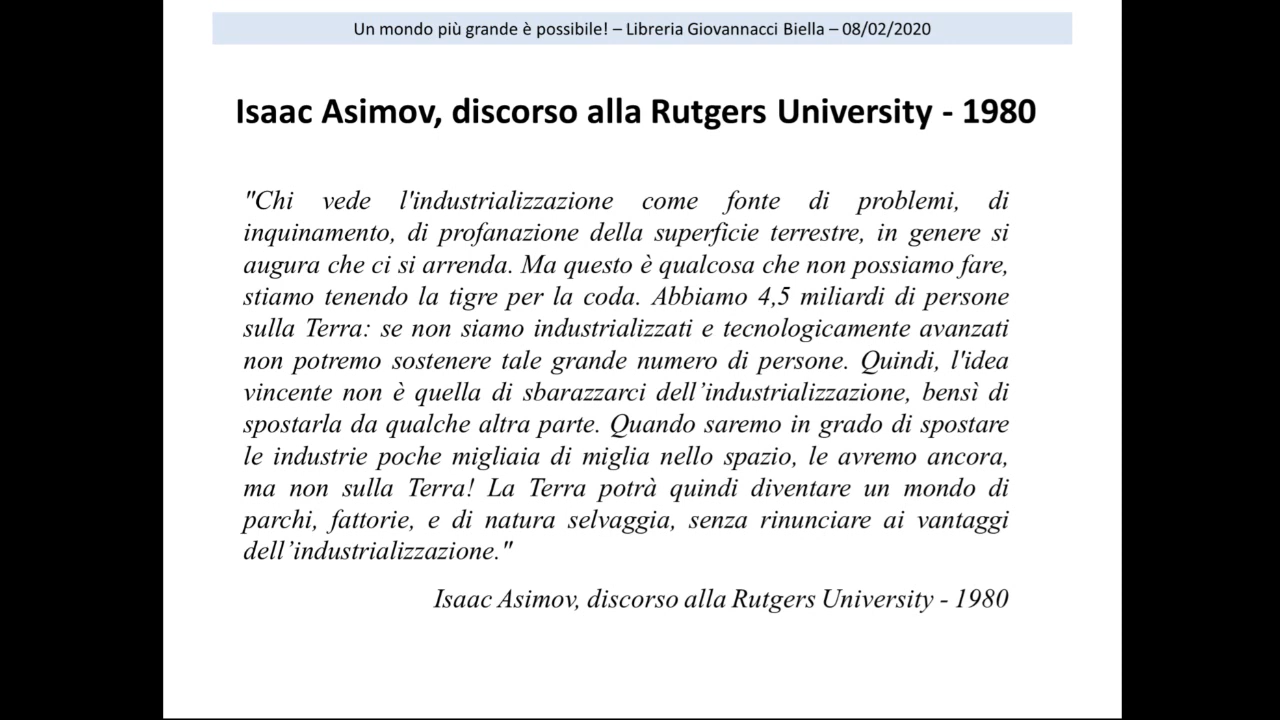 Un mondo più grande è possibile! – Libreria Giovannacci Biella – 08/02/2020
Isaac Asimov, discorso alla Rutgers University - 1980
"Chi vede l'industrializzazione come fonte di problemi, di
inquinamento, di profanazione della superficie terrestre, in genere si
augura che ci si arrenda. Ma questo è qualcosa che non possiamo fare,
stiamo tenendo la tigre per la coda. Abbiamo 4,5 miliardi di persone
sulla Terra: se non siamo industrializzati e tecnologicamente avanzati
non potremo sostenere tale grande numero di persone. Quindi, l'idea
vincente non è quella di sbarazzarci dell’industrializzazione, bensì di
spostarla da qualche altra parte. Quando saremo in grado di spostare
le industrie poche migliaia di miglia nello spazio, le avremo ancora,
ma non sulla Terra! La Terra potrà quindi diventare un mondo di
parchi, fattorie, e di natura selvaggia, senza rinunciare ai vantaggi
dell’industrializzazione."
Isaac Asimov, discorso alla Rutgers University - 1980